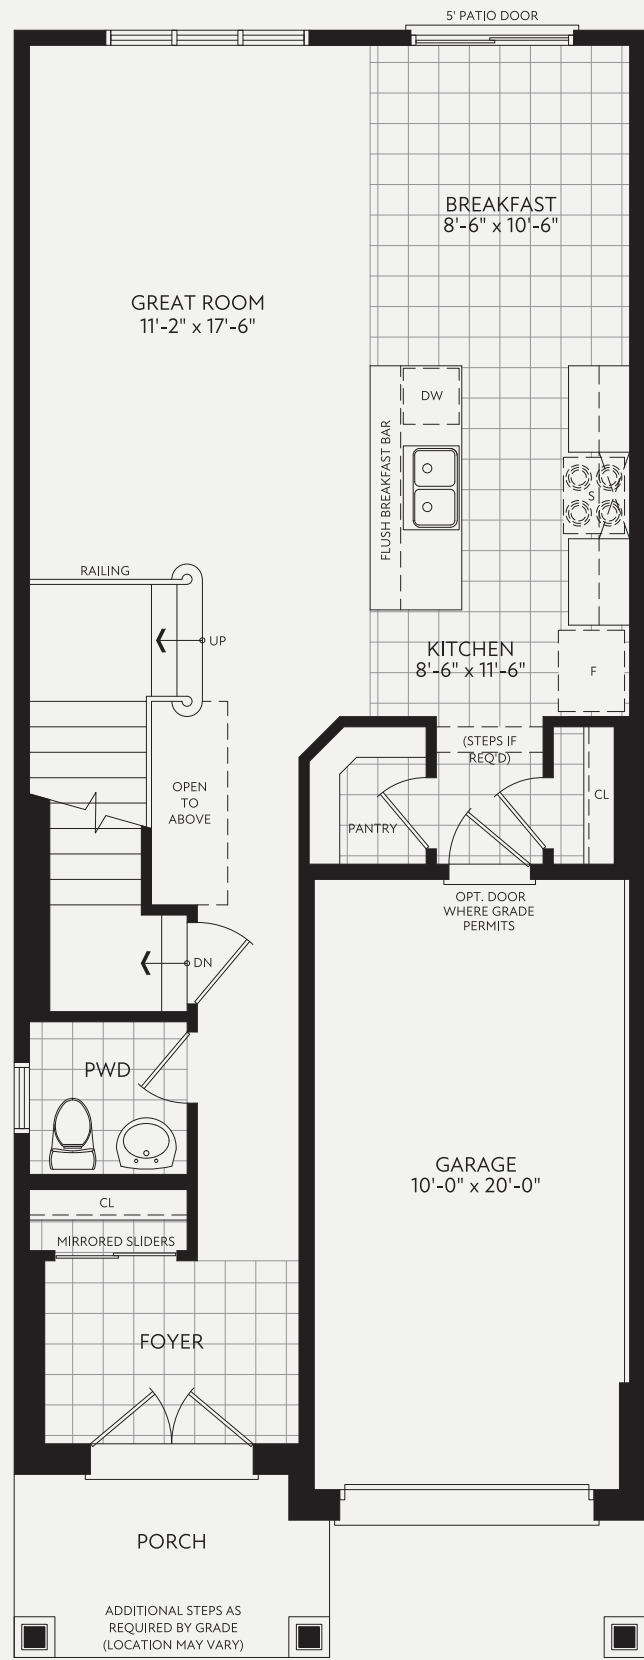 5' PATIO DOOR
BREAKFAST
8'-6" x 10'-6"
GREAT ROOM
11'-2" x 17'-6"
DW
FLUSH BREAKFAST BAR
S
RAILING
UP
KITCHEN
8'-6" x 11'-6"
F
(STEPS IF
REQ'D)
OPEN
TO
ABOVE
CL
PANTRY
OPT. DOOR
WHERE GRADE
PERMITS
DN
PWD
GARAGE
10'-0" x 20'-0"
CL
MIRRORED SLIDERS
FOYER
PORCH
ADDITIONAL STEPS AS
REQUIRED BY GRADE
(LOCATION MAY VARY)